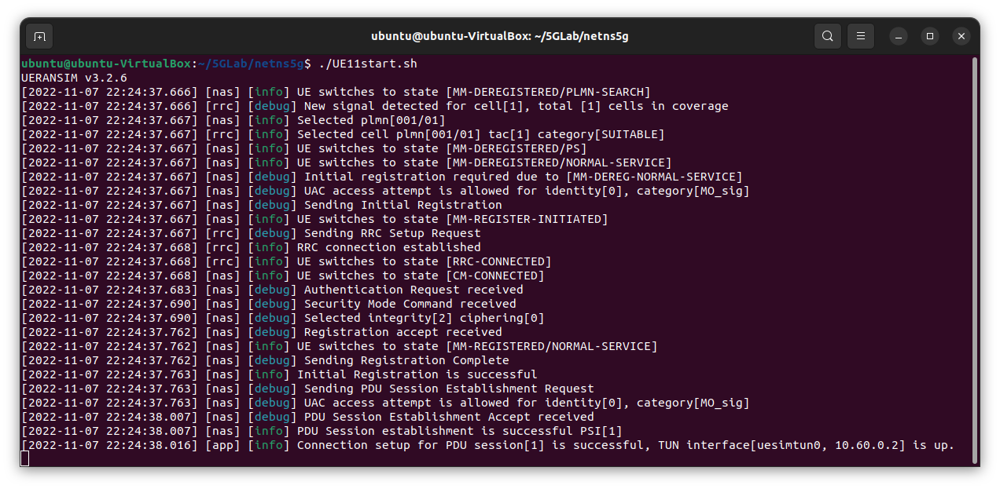 ubuntu@ubuntu-VirtualBox: ~/5GLab/netns5g
ubuntu@ubuntu-VirtualBox:~/5GLab/netns5g$ ./UE11start.sh
UERANSIM v3.2.6
[2022-11-07 22:24:37.666] [nas] [info] UE switches to state [MM-DEREGISTERED/PLMN-SEARCH]
[2022-11-07 22:24:37.666] [rrc] [debug] New signal detected for cell[1], total [1] cells in coverage
[2022-11-07 22:24:37.667] [nas] [info] Selected plmn[001/01]
[2022-11-07 22:24:37.667] [rrc] [info] Selected cell plmn[001/01] tac[1] category[SUITABLE]
[2022-11-07 22:24:37.667] [nas] [info] UE switches to state [MM-DEREGISTERED/PS]
[2022-11-07 22:24:37.667] [nas] [info] UE switches to state [MM-DEREGISTERED/NORMAL-SERVICE]
[2022-11-07 22:24:37.667] [nas] [debug] Initial registration required due to [MM-DEREG-NORMAL-SERVICE]
[2022-11-07 22:24:37.667] [nas] [debug] UAC access attempt is allowed for identity[0], category[MO_sig]
[2022-11-07 22:24:37.667] [nas] [debug] Sending Initial Registration
[2022-11-07 22:24:37.667] [nas] [info] UE switches to state [MM-REGISTER-INITIATED]
[2022-11-07 22:24:37.667] [rrc] [debug] Sending RRC Setup Request
[2022-11-07 22:24:37.668] [rrc] [info] RRC connection established
[2022-11-07 22:24:37.668] [rrc] [info] UE switches to state [RRC-CONNECTED]
[2022-11-07 22:24:37.668] [nas] [info] UE switches to state [CM-CONNECTED]
[2022-11-07 22:24:37.683] [nas] [debug] Authentication Request received
[2022-11-07 22:24:37.690] [nas] [debug] Security Mode Command received
[2022-11-07 22:24:37.690] [nas] [debug] Selected integrity[2] ciphering[0]
[2022-11-07 22:24:37.762] [nas] [debug] Registration accept received
[2022-11-07 22:24:37.762] [nas] [info] UE switches to state [MM-REGISTERED/NORMAL-SERVICE]
[2022-11-07 22:24:37.762] [nas] [debug] Sending Registration Complete
[2022-11-07 22:24:37.763] [nas] [info] Initial Registration is successful
[2022-11-07 22:24:37.763] [nas] [debug] Sending PDU Session Establishment Request
[2022-11-07 22:24:37.763] [nas] [debug] UAC access attempt is allowed for identity[0], category[MO_sig]
[2022-11-07 22:24:38.007] [nas] [debug] PDU Session Establishment Accept received
[2022-11-07 22:24:38.007] [nas] [info] PDU Session establishment is successful PSI[1]
[2022-11-07 22:24:38.016] [app] [info] Connection setup for PDU session[1] is successful, TUN interface[uesimtun0, 10.60.0.2] is up.